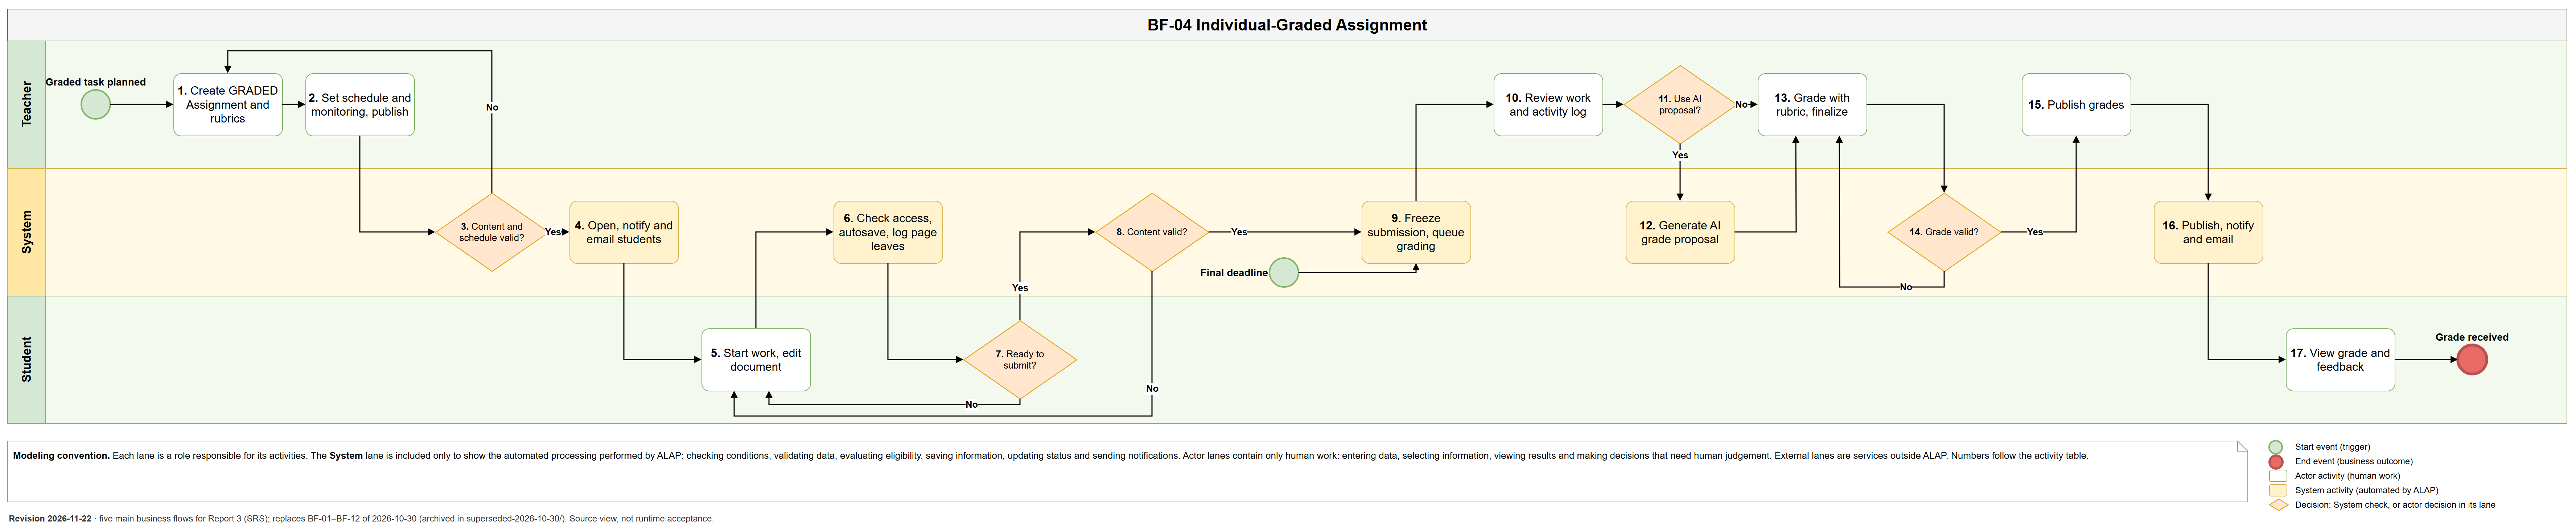 BF-04 Individual-Graded Assignment
Teacher
Graded task planned
1. Create GRADED
Assignment and
rubrics
2. Set schedule and
monitoring, publish
No
10. Review work
and activity log
11. Use AI
proposal?
No
Yes
13. Grade with
rubric, finalize
15. Publish grades
System
3. Content and
schedule valid?
Yes
4. Open, notify and
email students
6. Check access,
autosave, log page
leaves
Yes
8. Content valid?
Yes
Final deadline
9. Freeze
submission, queue
grading
12. Generate AI
grade proposal
14. Grade valid?
Yes
No
16. Publish, notify
and email
Student
5. Start work, edit
document
7. Ready to
submit?
No
No
17. View grade and
feedback
Grade received
Modeling convention. Each lane is a role responsible for its activities. The System lane is included only to show the automated processing performed by ALAP: checking conditions, validating data, evaluating eligibility, saving information, updating status and sending notifications. Actor lanes contain only human work: entering data, selecting information, viewing results and making decisions that need human judgement. External lanes are services outside ALAP. Numbers follow the activity table.
Start event (trigger)
End event (business outcome)
Actor activity (human work)
System activity (automated by ALAP)
Decision: System check, or actor decision in its lane
Revision 2026-11-22 · five main business flows for Report 3 (SRS); replaces BF-01–BF-12 of 2026-10-30 (archived in superseded-2026-10-30/). Source view, not runtime acceptance.